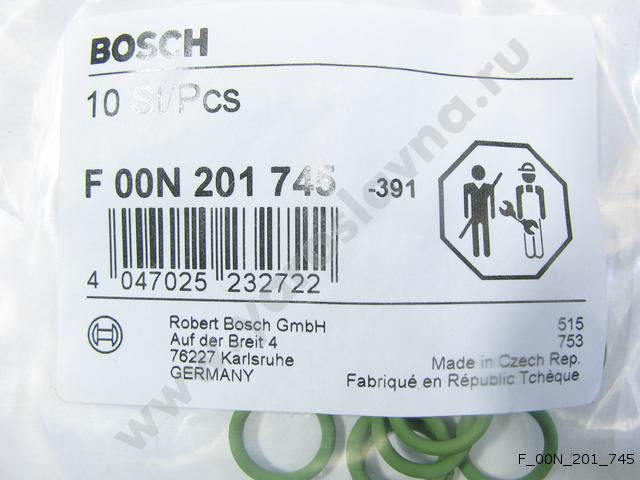 BOSCH
10 St/Pcs
F 00N 201 745 -391
4 047025 232722
Robert Bosch GmbH
Auf der Breit 4
76227 Karlsruhe
GERMANY
515
753
Made in Czech Rep.
Fabriqué en Républic Tchèque
F_00N_201_745